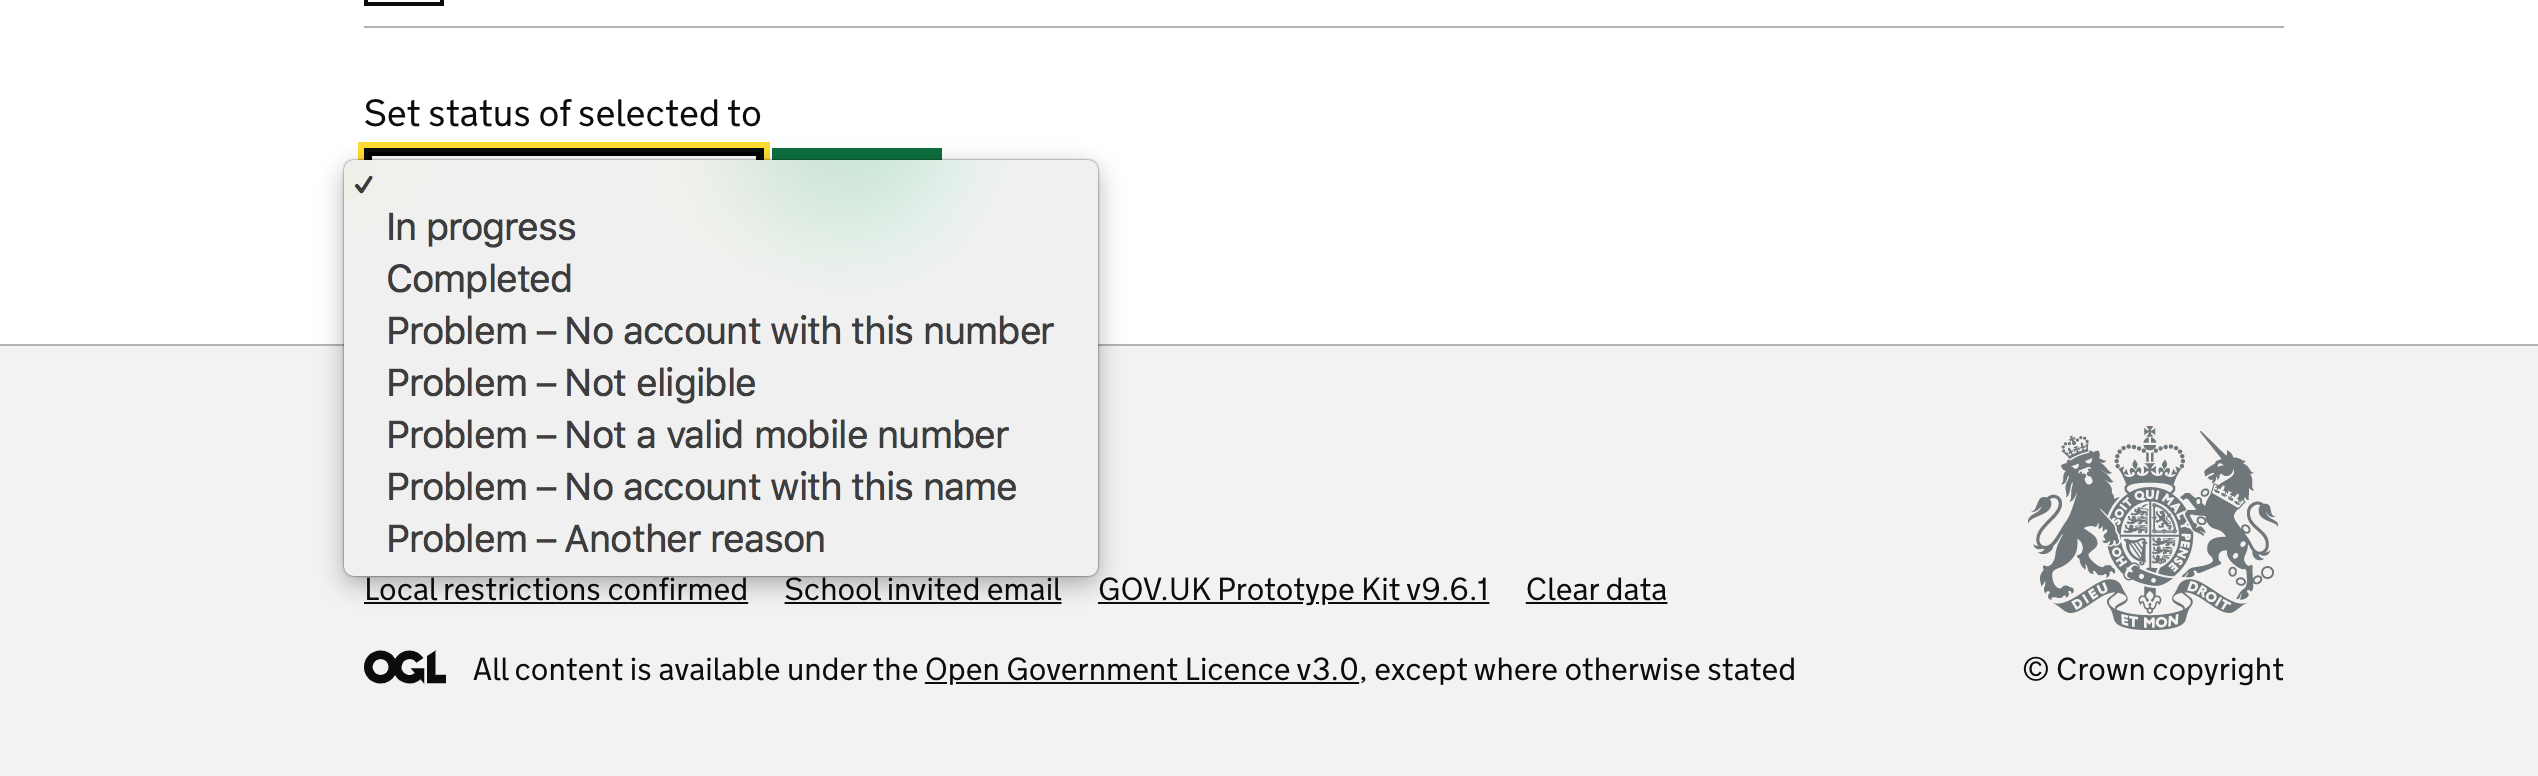 Set status of selected to
In progress
Completed
Problem – No account with this number
Problem – Not eligible
Problem – Not a valid mobile number
Problem – No account with this name
Problem – Another reason
Local restrictions confirmed School invited email GOV.UK Prototype Kit v9.6.1 Clear data
OGL All content is available under the Open Government Licence v3.0, except where otherwise stated
SOIT QUI MAL Y PENSE
HON
DIEU ET MON DROIT
© Crown copyright